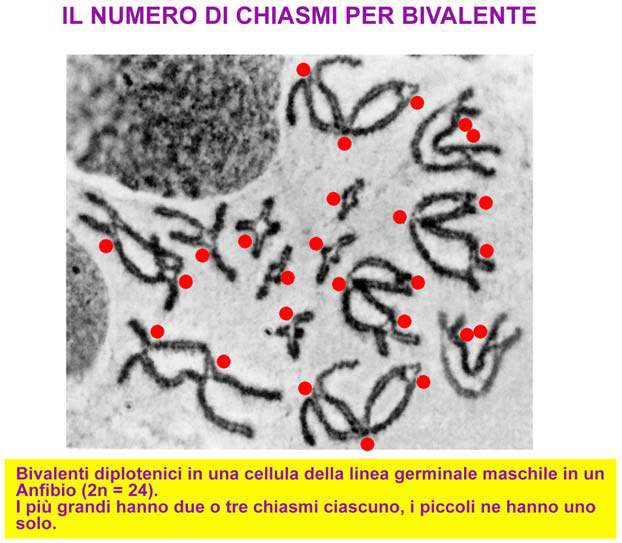 IL NUMERO DI CHIASMI PER BIVALENTE
Bivalenti diplotenici in una cellula della linea germinale maschile in un
Anfibio (2n = 24).
I più grandi hanno due o tre chiasmi ciascuno, i piccoli ne hanno uno
solo.